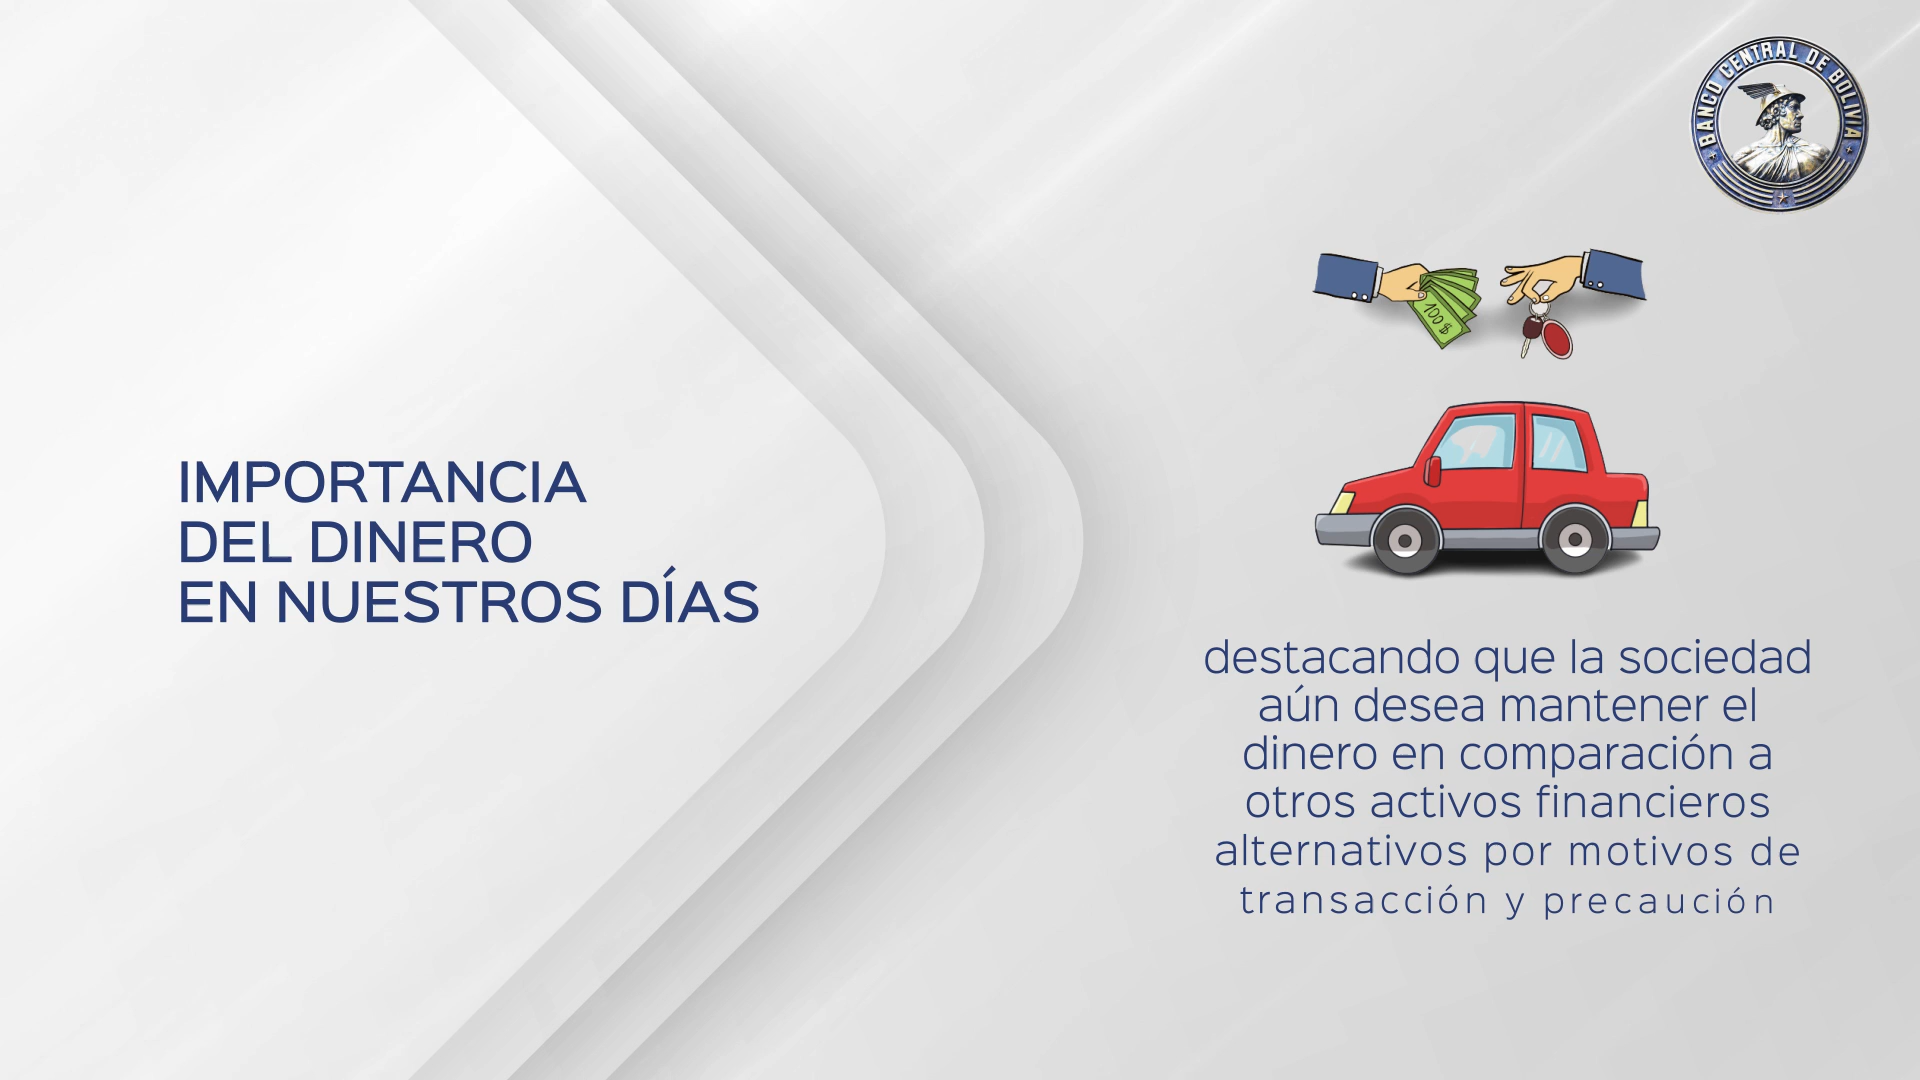 BANCO CENTRAL DE BOLIVIA
100 $
IMPORTANCIA
DEL DINERO
EN NUESTROS DÍAS
destacando que la sociedad
aún desea mantener el
dinero en comparación a
otros activos financieros
alternativos por motivos de
transacción y precaución